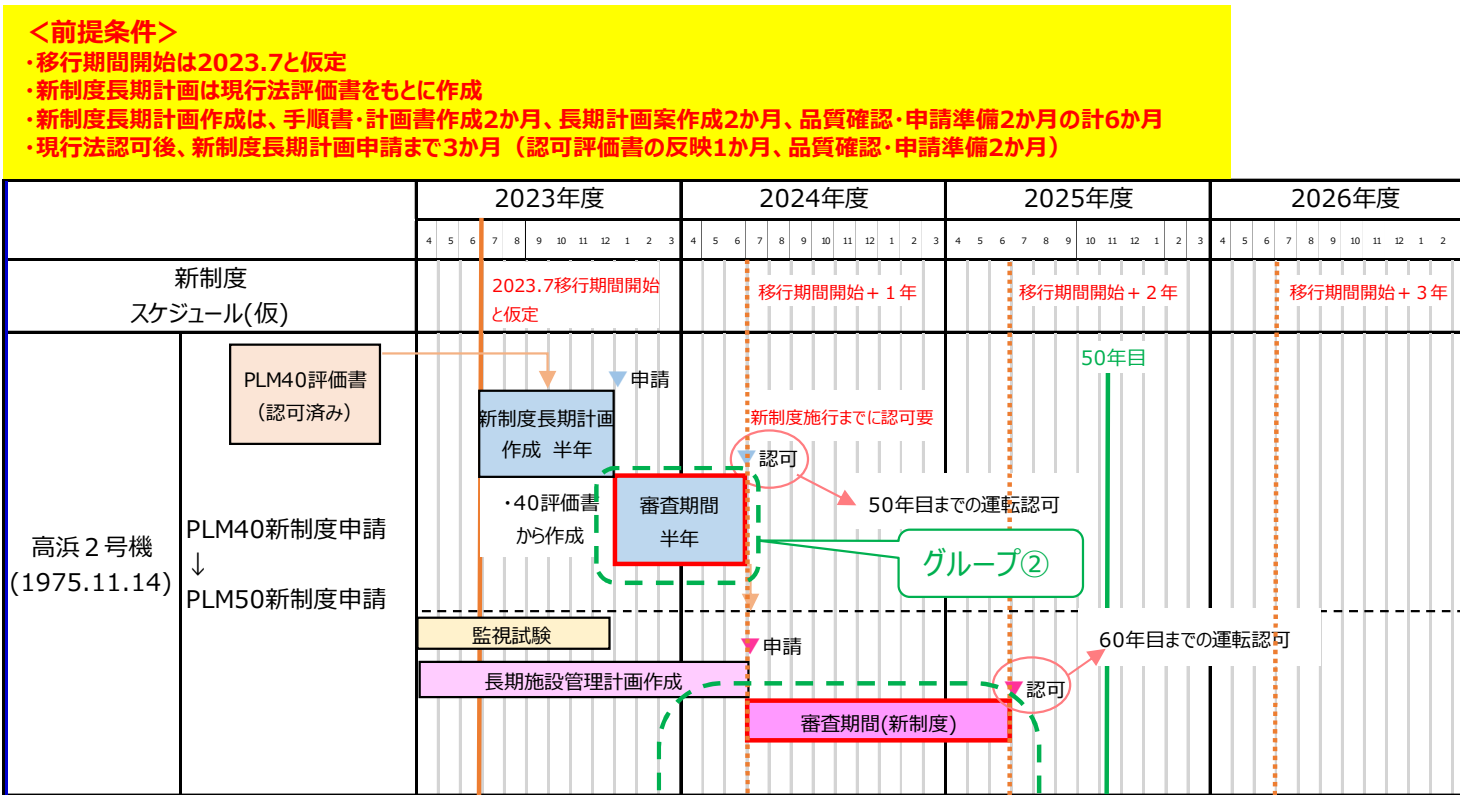 ＜前提条件＞
・移行期間開始は2023.7と仮定
・新制度長期計画は現行法評価書をもとに作成
・新制度長期計画作成は、手順書・計画書作成2か月、長期計画案作成2か月、品質確認・申請準備2か月の計6か月
・現行法認可後、新制度長期計画申請まで3か月（認可評価書の反映1か月、品質確認・申請準備2か月）
2023年度 2024年度 2025年度 2026年度
4 5 6 7 8 9 10 11 12 1 2 3 4 5 6 7 8 9 10 11 12 1 2 3 4 5 6 7 8 9 10 11 12 1 2 3 4 5 6 7 8 9 10 11 12 1 2
新制度
スケジュール(仮)
2023.7移行期間開始
と仮定
移行期間開始＋１年
移行期間開始＋２年
移行期間開始＋３年
高浜２号機
(1975.11.14)
PLM40新制度申請
↓
PLM50新制度申請
PLM40評価書
（認可済み）
申請
新制度長期計画
作成 半年
・40評価書
から作成
審査期間
半年
新制度施行までに認可要
認可
50年目までの運転認可
グループ②
50年目
監視試験
長期施設管理計画作成
申請
審査期間(新制度)
認可
60年目までの運転認可